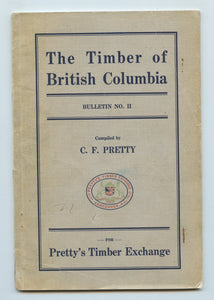 The Timber of
British Columbia
BULLETIN NO. II
Compiled by
C. F. PRETTY
FOR
Pretty's Timber Exchange